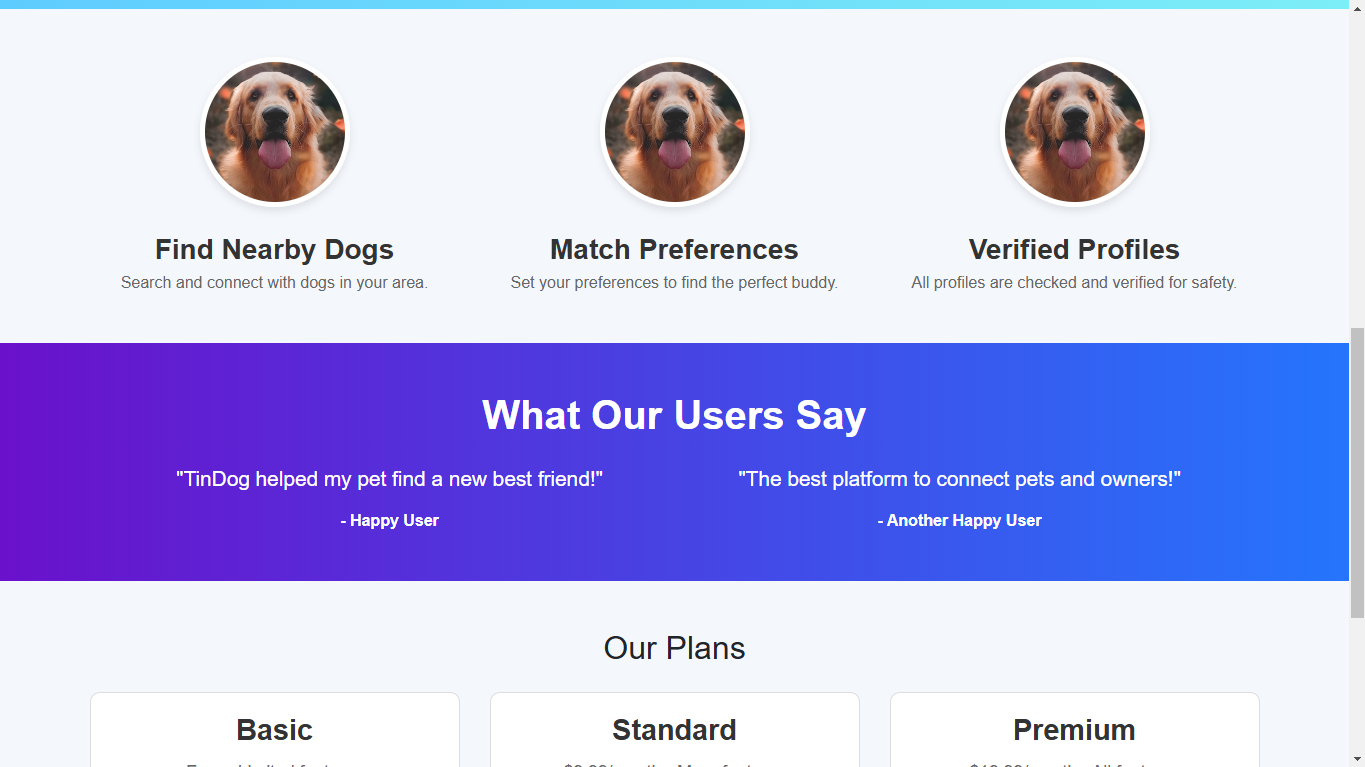 Find Nearby Dogs
Match Preferences
Verified Profiles
Search and connect with dogs in your area.
Set your preferences to find the perfect buddy.
All profiles are checked and verified for safety.
What Our Users Say
"TinDog helped my pet find a new best friend!"
"The best platform to connect pets and owners!"
- Happy User
- Another Happy User
Our Plans
Basic
Standard
Premium